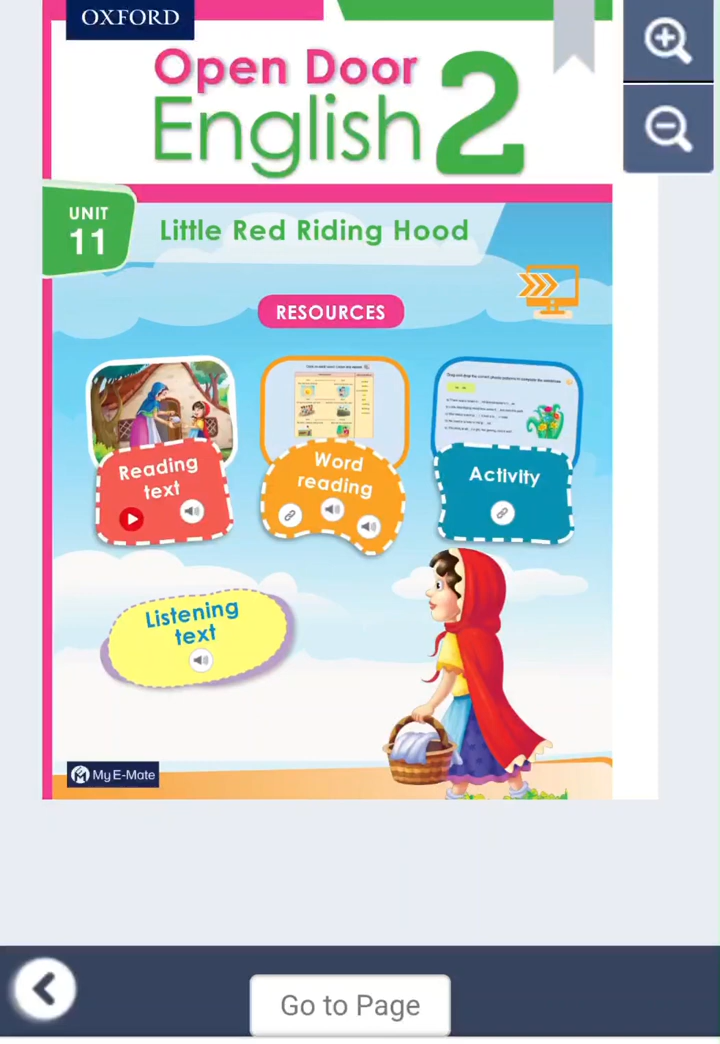 OXFORD
Open Door
English 2
UNIT
11
Little Red Riding Hood
RESOURCES
Reading
text
Word
reading
Activity
Listening
text
My E-Mate
Go to Page